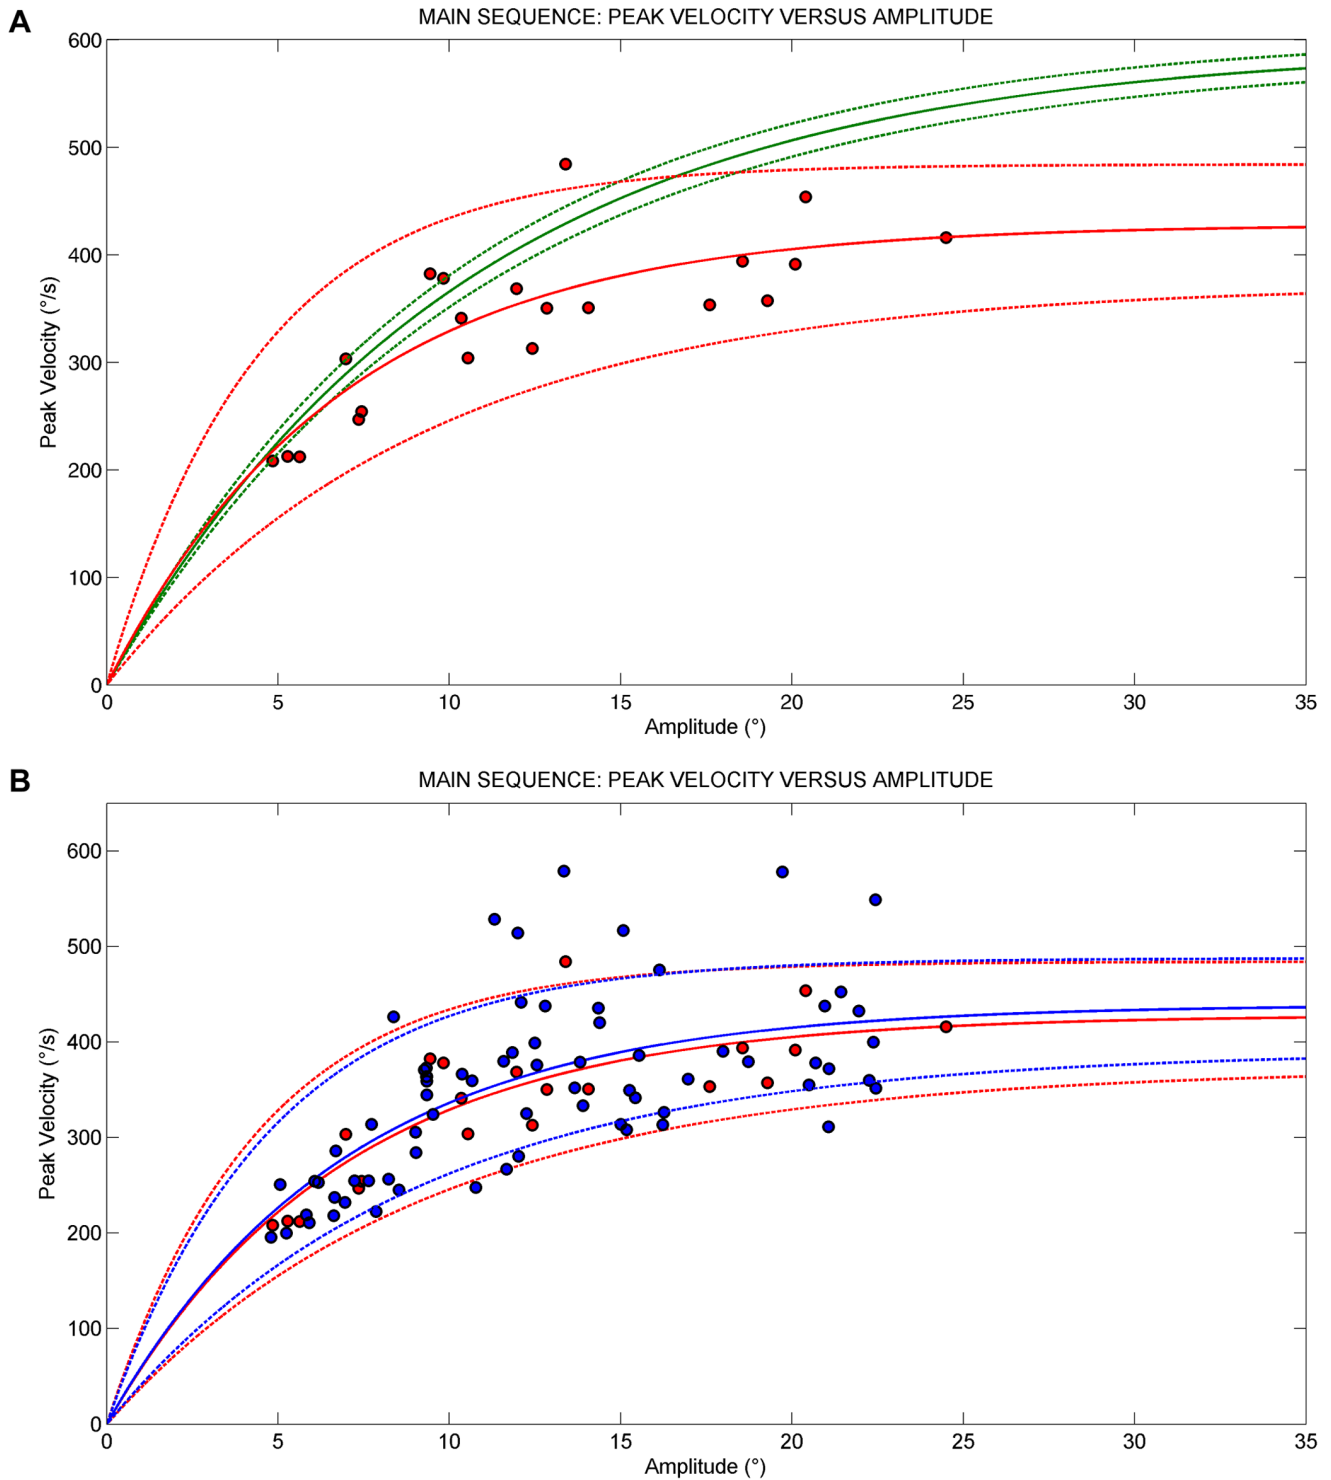 A
MAIN SEQUENCE: PEAK VELOCITY VERSUS AMPLITUDE
600
500
400
300
200
100
0
Peak Velocity (°/s)
0 5 10 15 20 25 30 35
Amplitude (°)
B
MAIN SEQUENCE: PEAK VELOCITY VERSUS AMPLITUDE
600
500
400
300
200
100
0
Peak Velocity (°/s)
0 5 10 15 20 25 30 35
Amplitude (°)